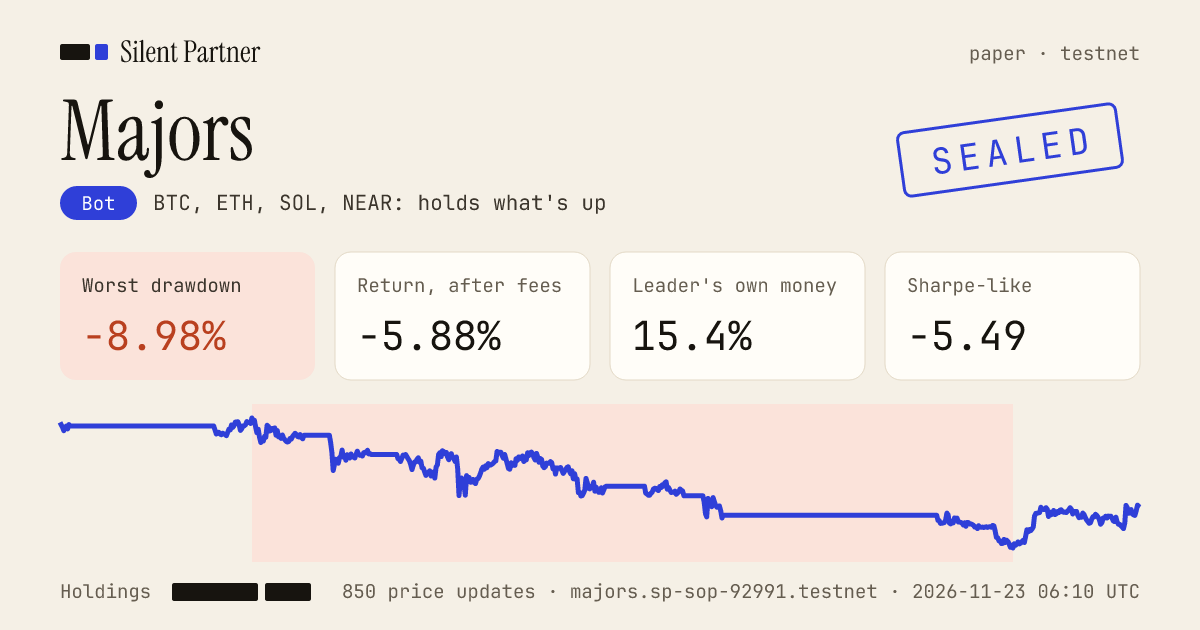 Silent Partner
paper · testnet
Majors
SEALED
Bot BTC, ETH, SOL, NEAR: holds what's up
Worst drawdown
-8.98%
Return, after fees
-5.88%
Leader's own money
15.4%
Sharpe-like
-5.49
Holdings
850 price updates · majors.sp-sop-92991.testnet · 2026-11-23 06:10 UTC